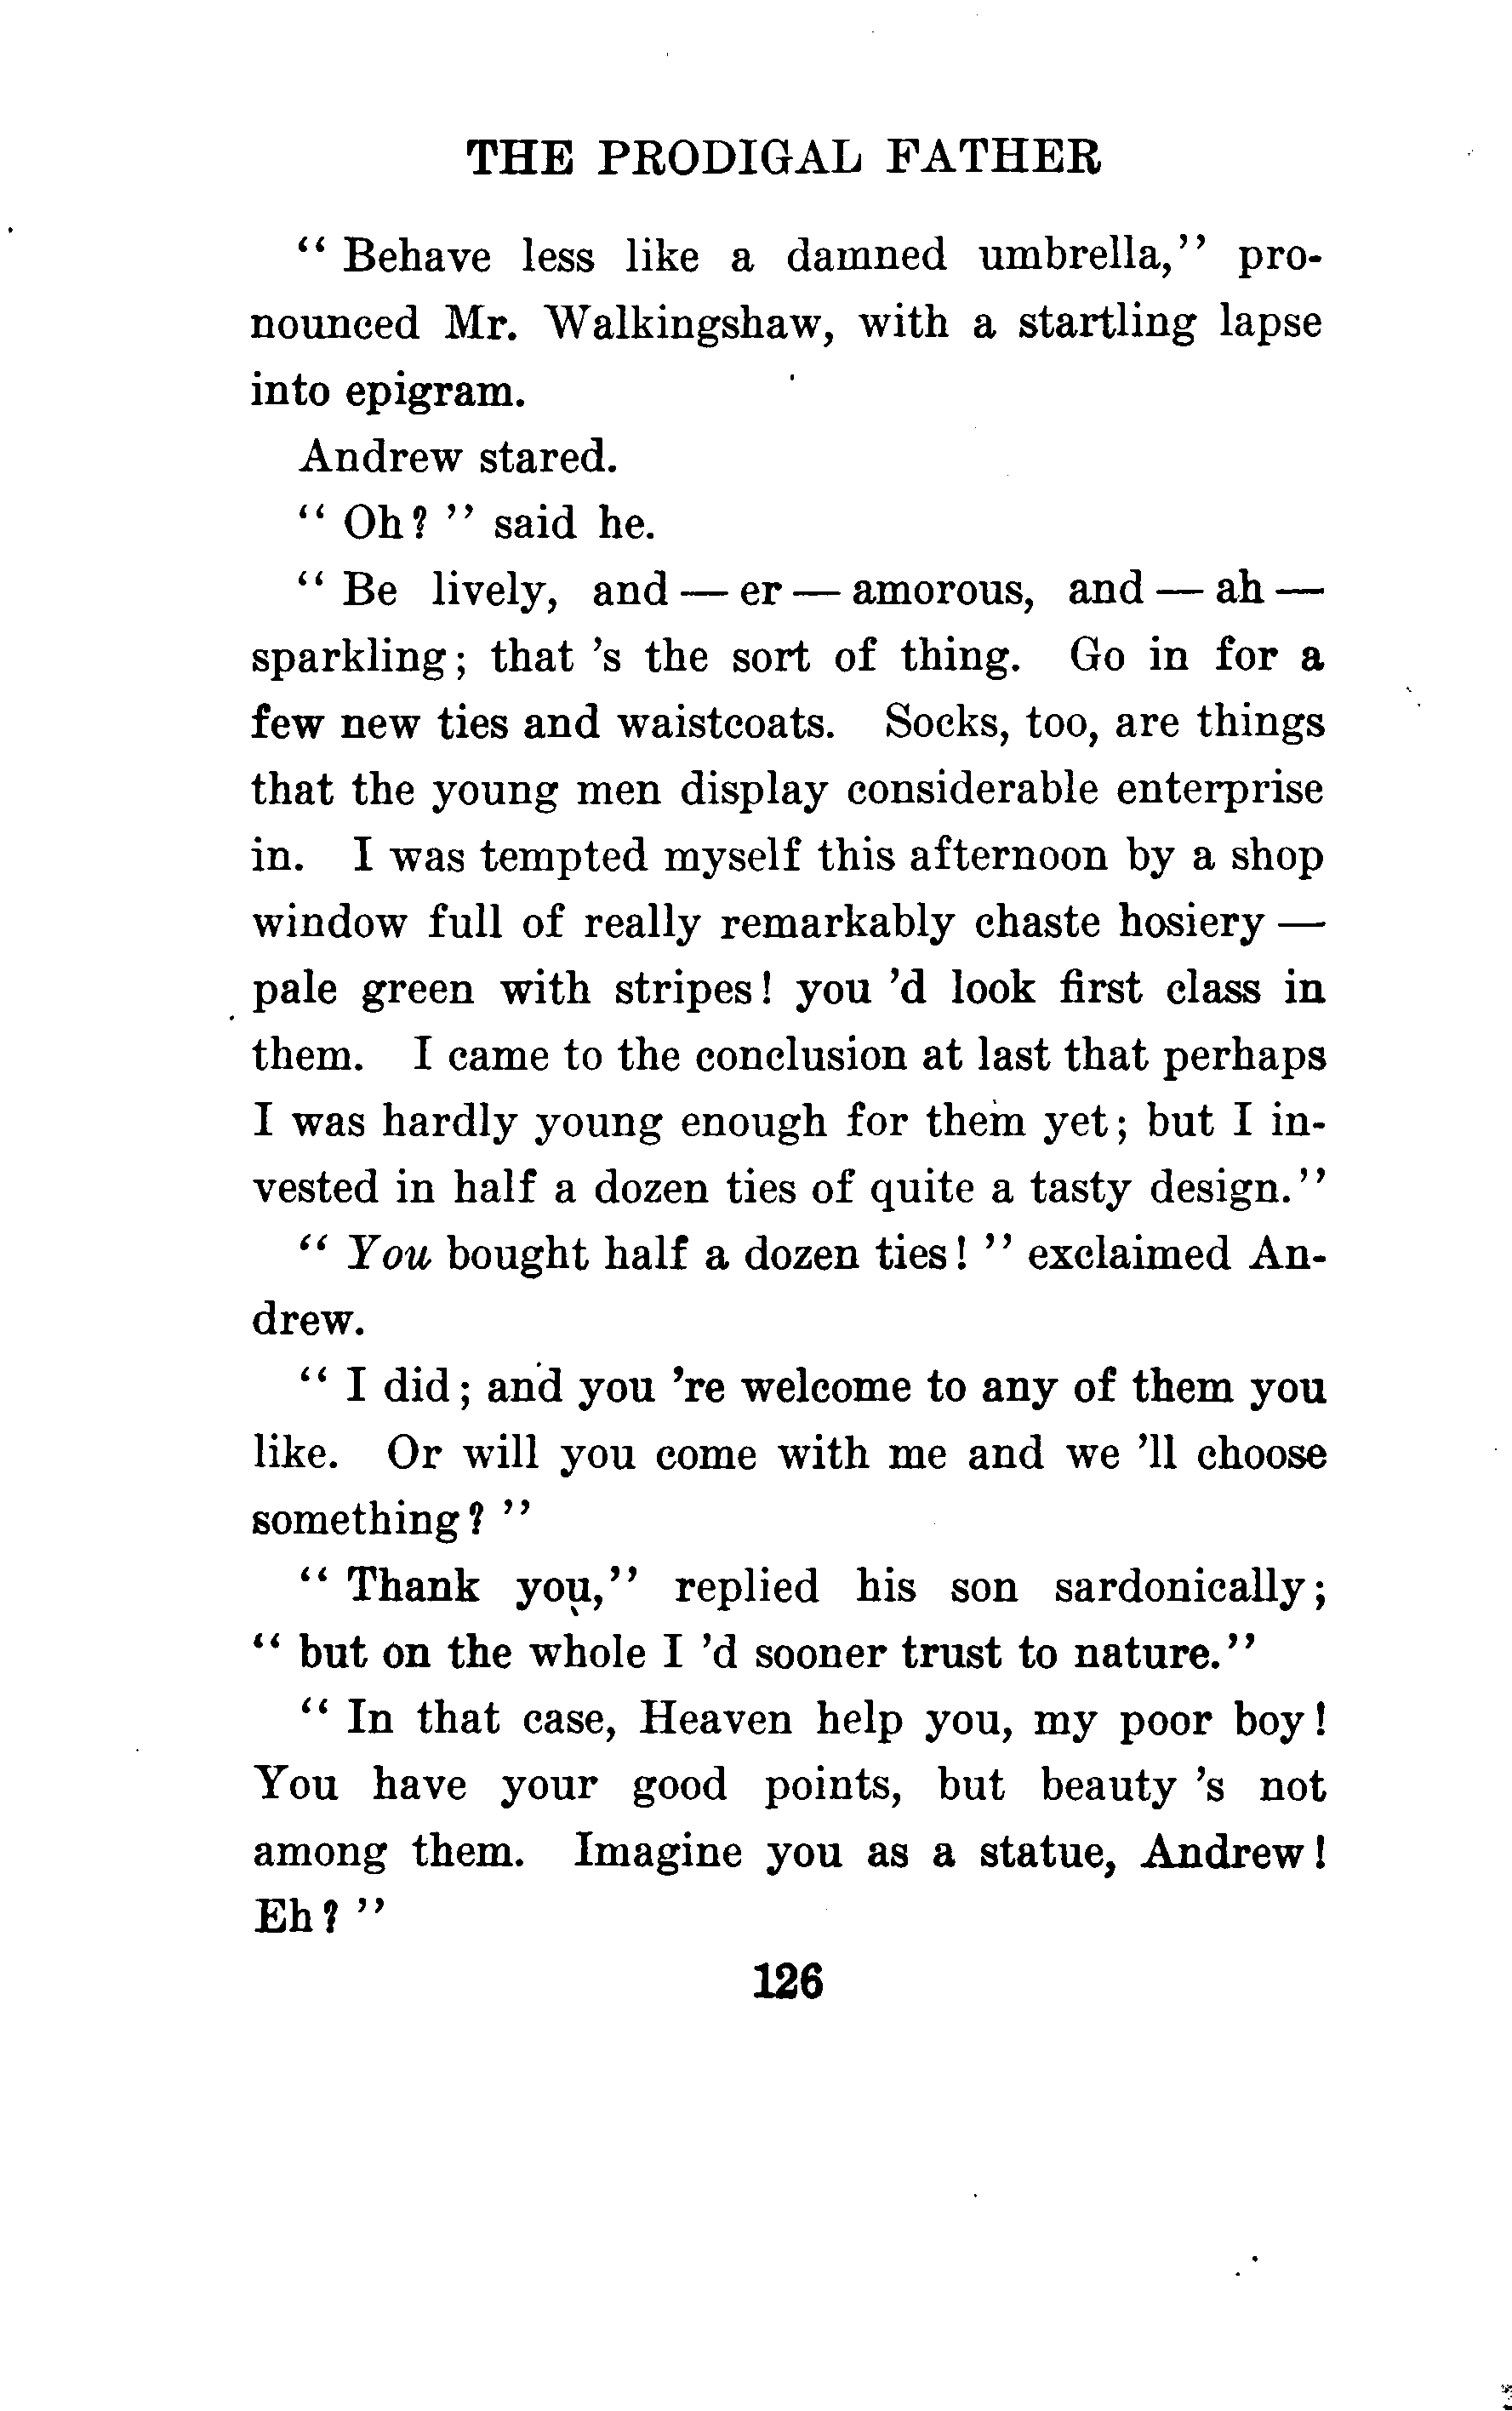 THE PRODIGAL FATHER
"Behave less like a damned umbrella," pro-
nounced Mr. Walkingshaw, with a startling lapse
into epigram.
Andrew stared.
"Oh?" said he.
"Be lively, and — er — amorous, and — ah —
sparkling; that 's the sort of thing. Go in for a
few new ties and waistcoats. Socks, too, are things
that the young men display considerable enterprise
in. I was tempted myself this afternoon by a shop
window full of really remarkably chaste hosiery —
pale green with stripes! you 'd look first class in
them. I came to the conclusion at last that perhaps
I was hardly young enough for them yet; but I in-
vested in half a dozen ties of quite a tasty design."
"You bought half a dozen ties!" exclaimed An-
drew.
"I did; and you 're welcome to any of them you
like. Or will you come with me and we 'll choose
something?"
"Thank you," replied his son sardonically;
"but on the whole I 'd sooner trust to nature."
"In that case, Heaven help you, my poor boy!
You have your good points, but beauty 's not
among them. Imagine you as a statue, Andrew!
Eh?"
126